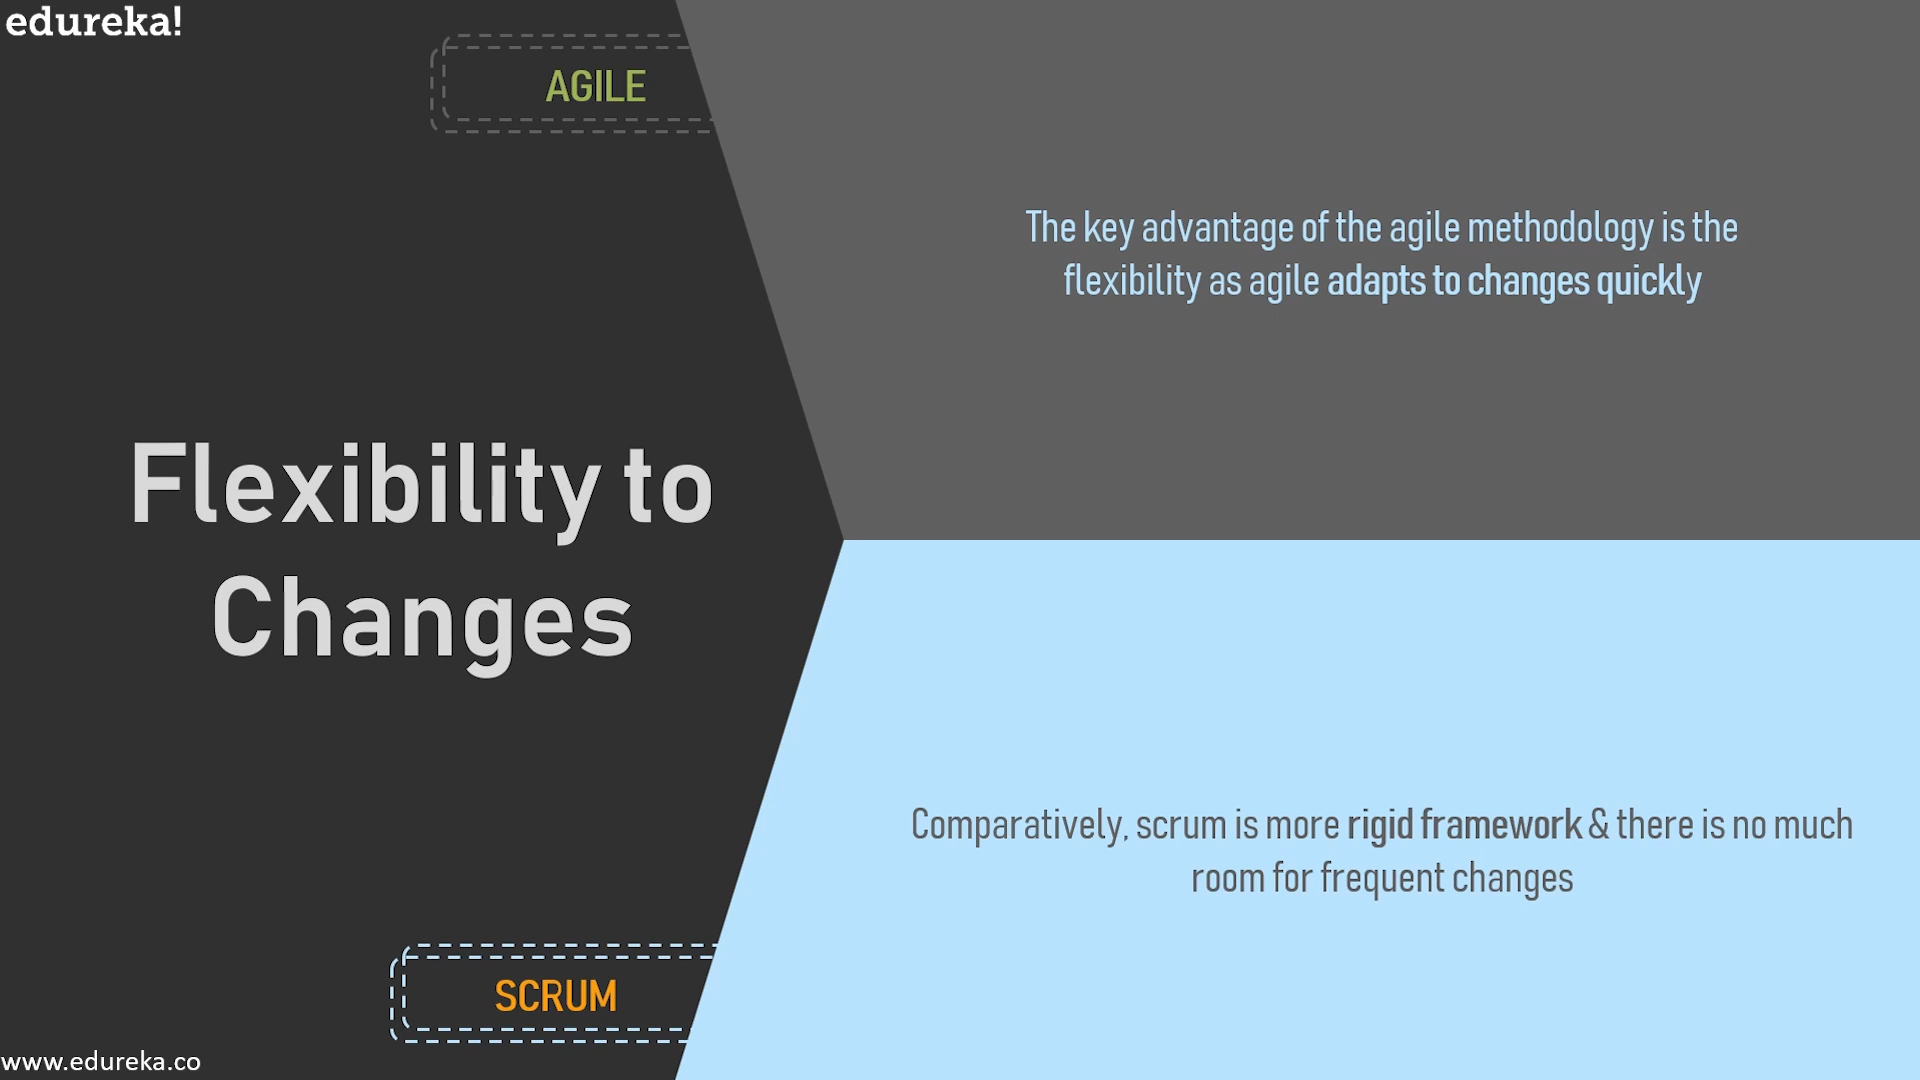 edureka!
AGILE
The key advantage of the agile methodology is the
flexibility as agile adapts to changes quickly
Flexibility to
Changes
Comparatively, scrum is more rigid framework & there is no much
room for frequent changes
SCRUM
www.edureka.co